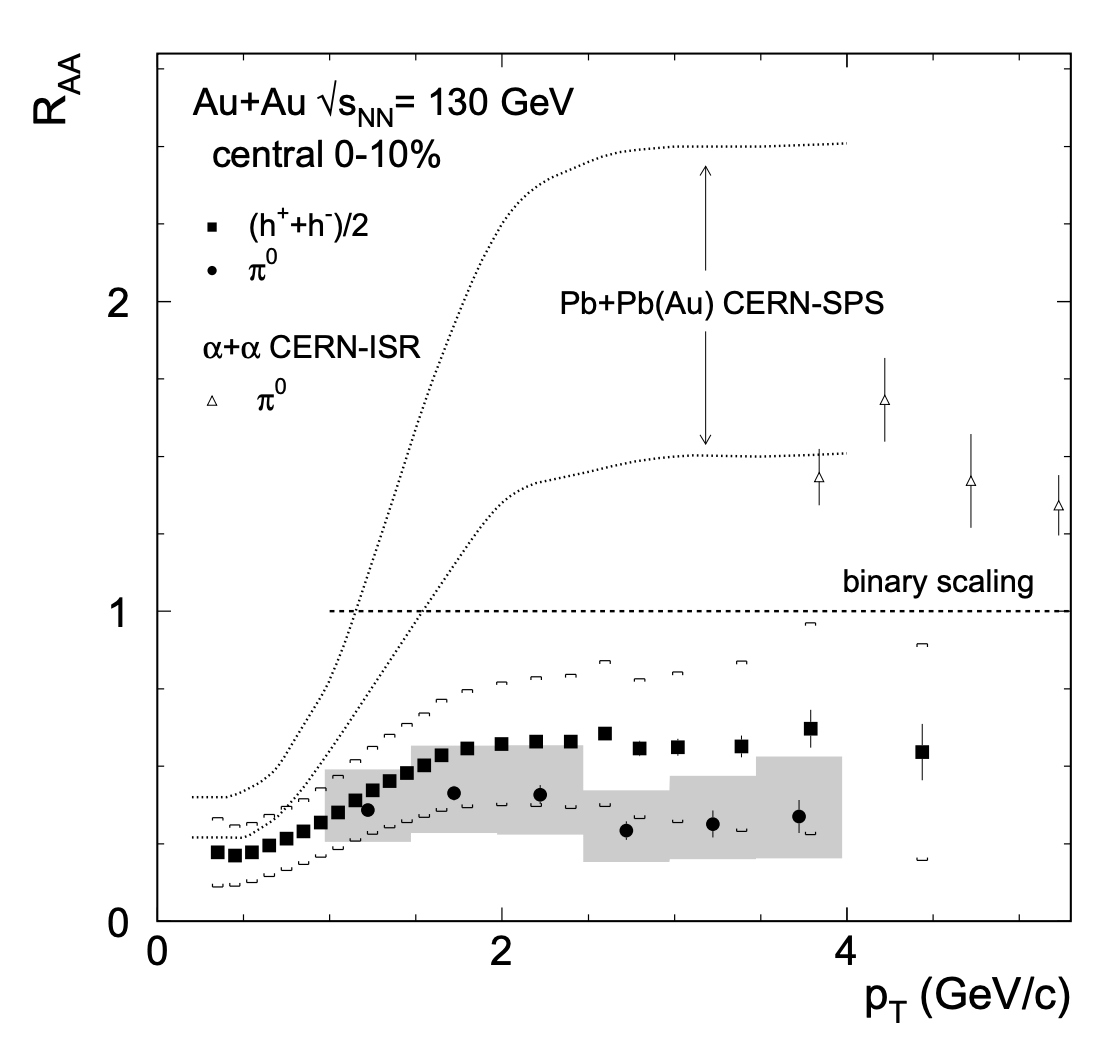 R_AA
Au+Au √s_NN= 130 GeV
central 0-10%
(h⁺+h⁻)/2
π⁰
α+α CERN-ISR
π⁰
Pb+Pb(Au) CERN-SPS
binary scaling
2
1
0
0 2 4
p_T (GeV/c)